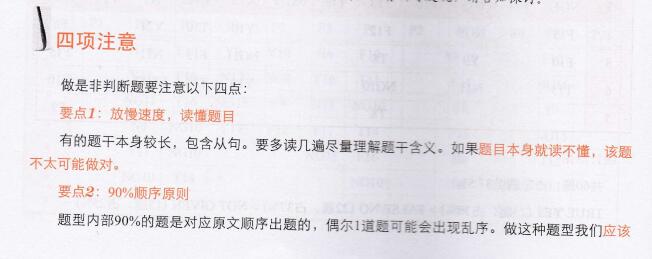 四项注意
做是非判断题要注意以下四点：
要点1：放慢速度，读懂题目
有的题干本身较长，包含从句。要多读几遍尽量理解题干含义。如果题目本身就读不懂，该题
不太可能做对。
要点2：90%顺序原则
题型内部90%的题是对应原文顺序出题的，偶尔1道题可能会出现乱序。做这种题型我们应该